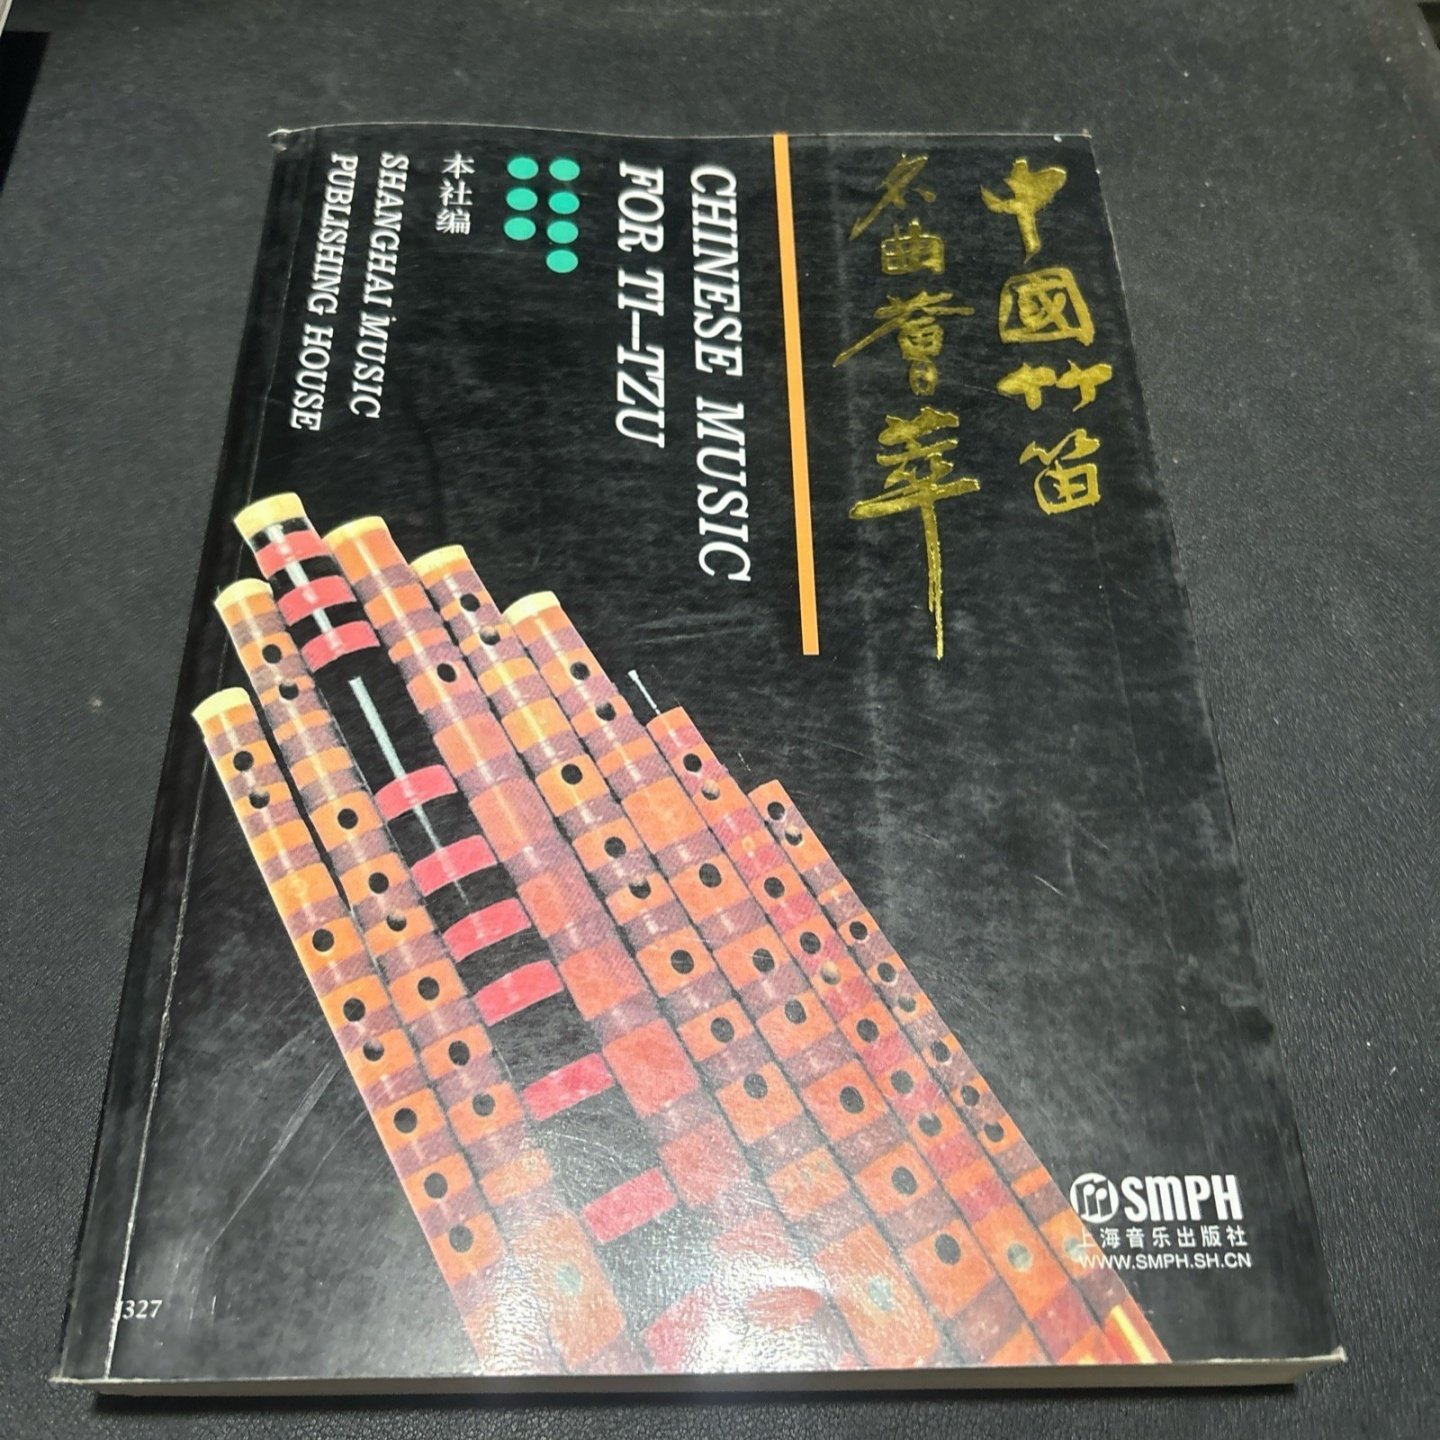 中國竹笛
名曲薈萃
CHINESE MUSIC
FOR TI-TZU
本社编
SHANGHAI MUSIC
PUBLISHING HOUSE
SMPH
上海音乐出版社
WWW.SMPH.SH.CN
J327